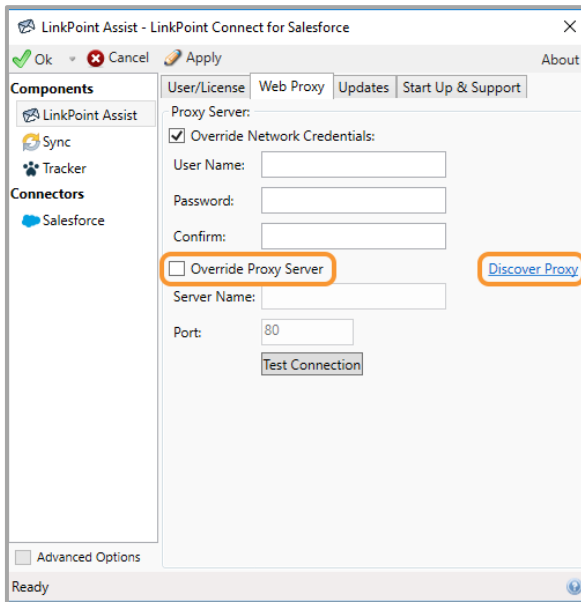 LinkPoint Assist - LinkPoint Connect for Salesforce
Ok Cancel Apply About
Components
LinkPoint Assist
Sync
Tracker
Connectors
Salesforce
Advanced Options
User/License Web Proxy Updates Start Up & Support
Proxy Server:
Override Network Credentials:
User Name:
Password:
Confirm:
Override Proxy Server Discover Proxy
Server Name:
Port: 80
Test Connection
Ready